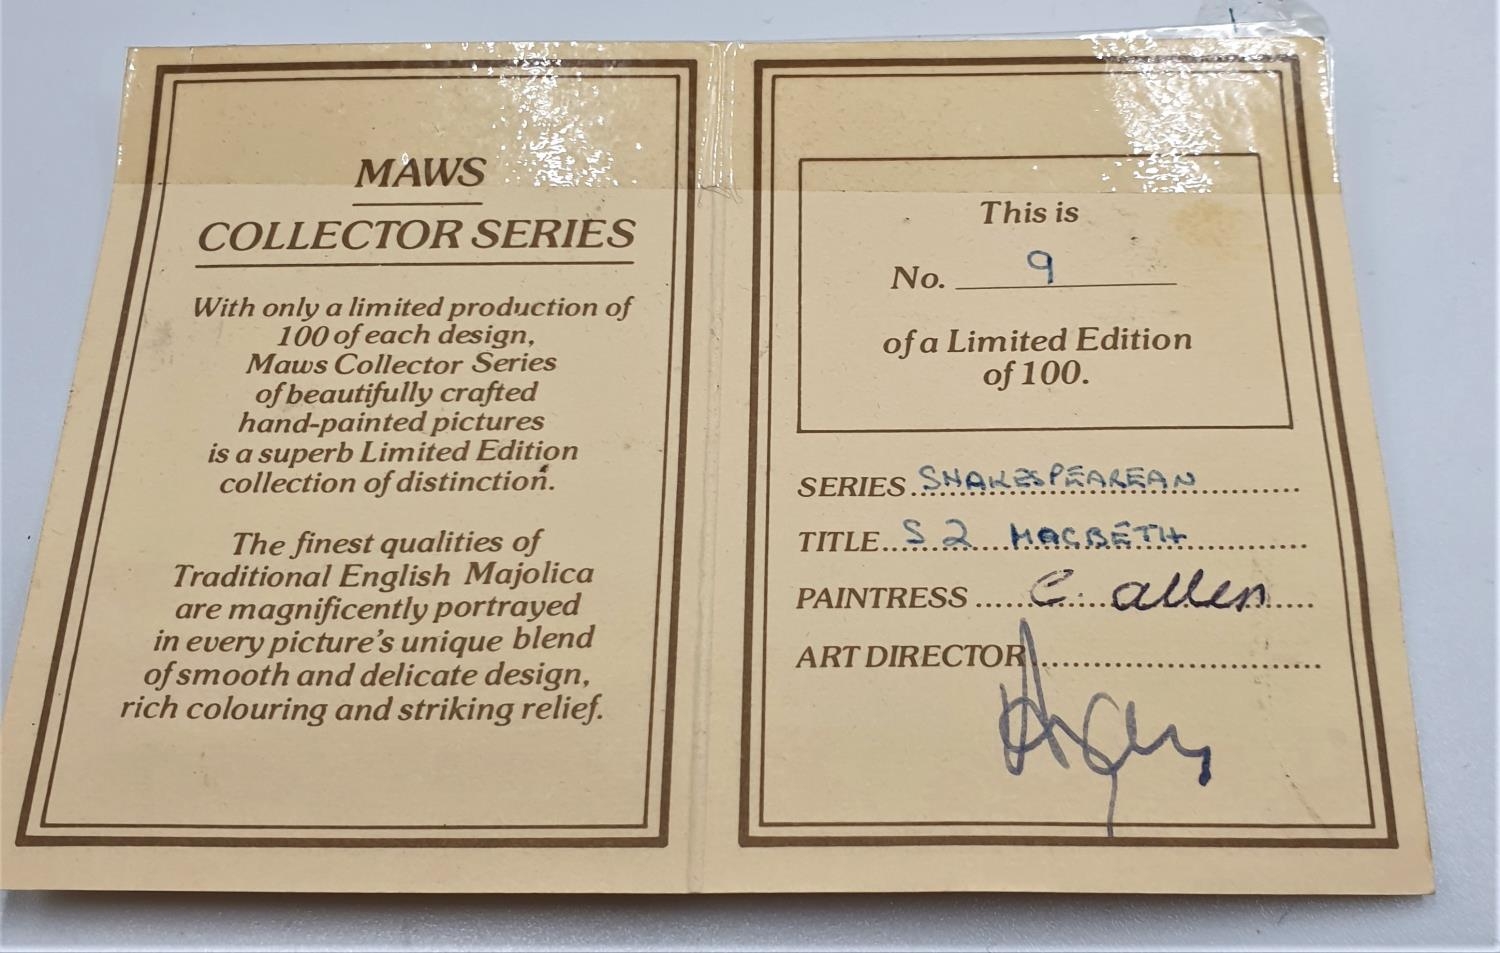 MAWS
COLLECTOR SERIES
With only a limited production of
100 of each design,
Maws Collector Series
of beautifully crafted
hand-painted pictures
is a superb Limited Edition
collection of distinction.
The finest qualities of
Traditional English Majolica
are magnificently portrayed
in every picture's unique blend
of smooth and delicate design,
rich colouring and striking relief.
This is
No. 9
of a Limited Edition
of 100.
SERIES SHAKESPEAREAN
TITLE S2 MACBETH
PAINTRESS C. Allen
ART DIRECTOR